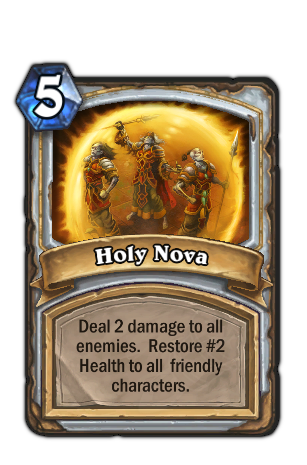 5
Holy Nova
Deal 2 damage to all
enemies. Restore #2
Health to all friendly
characters.